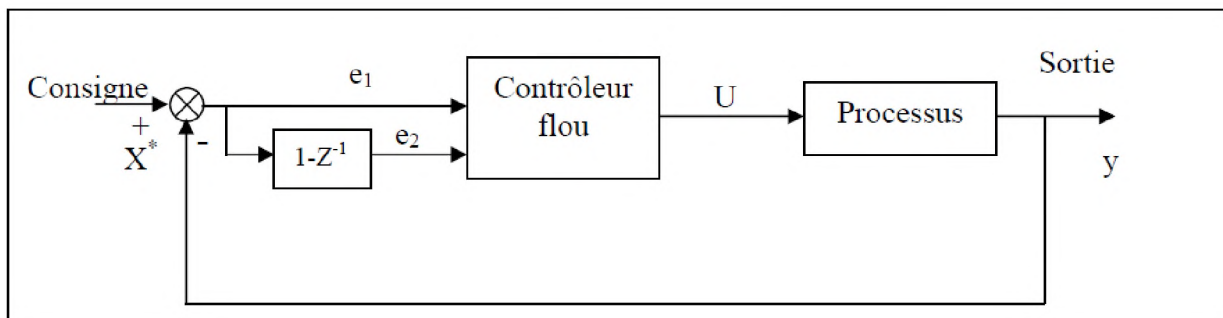 Consigne
+
X*
-
e₁
1-Z⁻¹
e₂
Contrôleur
flou
U
Processus
Sortie
y